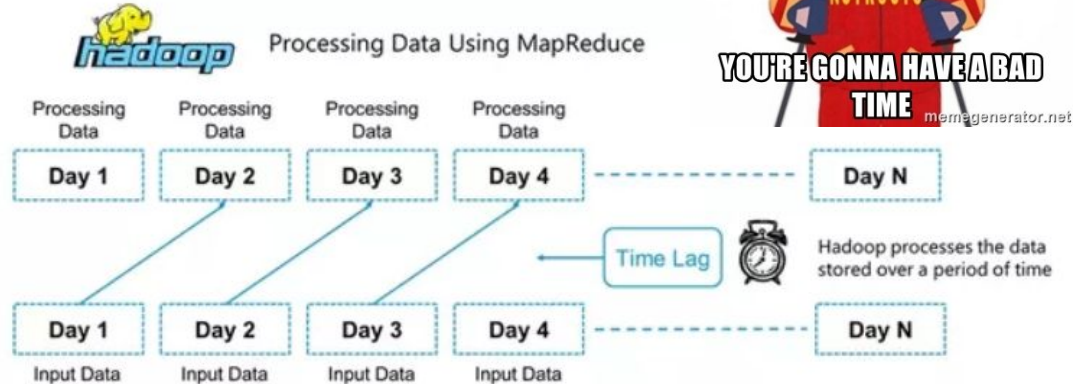 hadoop
Processing Data Using MapReduce
YOU'RE GONNA HAVE A BAD
TIME
memegenerator.net
Processing
Data
Processing
Data
Processing
Data
Processing
Data
Day 1
Day 2
Day 3
Day 4
Day N
Time Lag
Hadoop processes the data
stored over a period of time
Day 1
Day 2
Day 3
Day 4
Day N
Input Data
Input Data
Input Data
Input Data